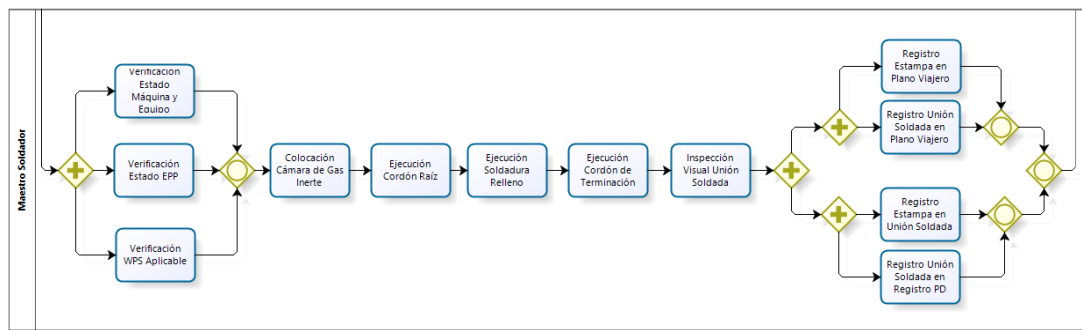 Maestro Soldador
Verificación
Estado
Máquina y
Equipo
Verificación
Estado EPP
Verificación
WPS Aplicable
Colocación
Cámara de Gas
Inerte
Ejecución
Cordón Raíz
Ejecución
Soldadura
Relleno
Ejecución
Cordón de
Terminación
Inspección
Visual Unión
Soldada
Registro
Estampa en
Plano Viajero
Registro Unión
Soldada en
Plano Viajero
Registro
Estampa en
Unión Soldada
Registro Unión
Soldada en
Registro PD